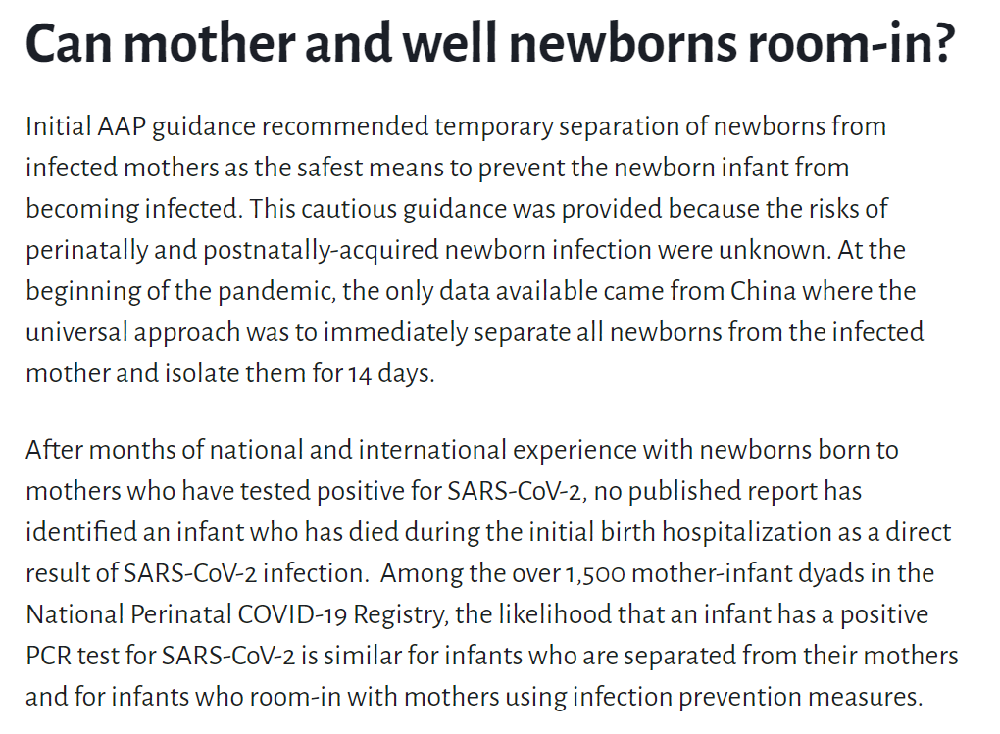 Can mother and well newborns room-in?
Initial AAP guidance recommended temporary separation of newborns from
infected mothers as the safest means to prevent the newborn infant from
becoming infected. This cautious guidance was provided because the risks of
perinatally and postnatally-acquired newborn infection were unknown. At the
beginning of the pandemic, the only data available came from China where the
universal approach was to immediately separate all newborns from the infected
mother and isolate them for 14 days.
After months of national and international experience with newborns born to
mothers who have tested positive for SARS-CoV-2, no published report has
identified an infant who has died during the initial birth hospitalization as a direct
result of SARS-CoV-2 infection.  Among the over 1,500 mother-infant dyads in the
National Perinatal COVID-19 Registry, the likelihood that an infant has a positive
PCR test for SARS-CoV-2 is similar for infants who are separated from their mothers
and for infants who room-in with mothers using infection prevention measures.